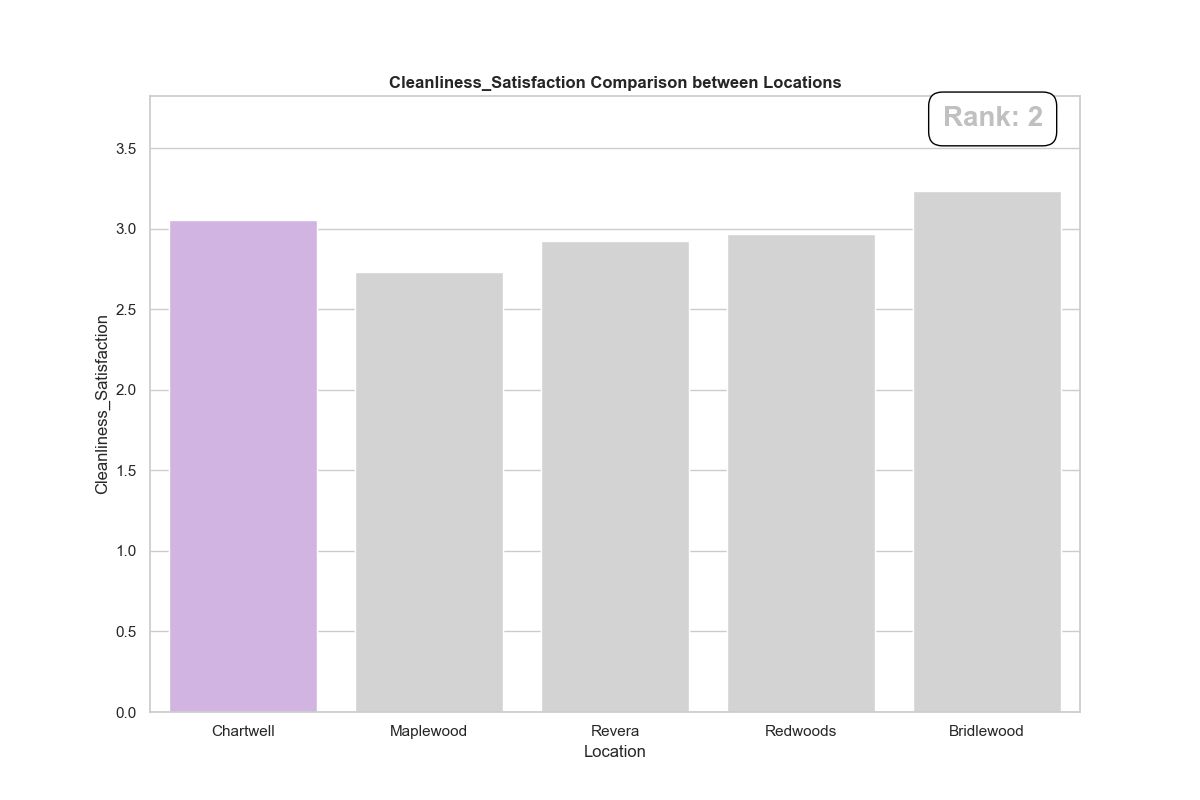 Cleanliness_Satisfaction Comparison between Locations
Rank: 2
Cleanliness_Satisfaction
3.5
3.0
2.5
2.0
1.5
1.0
0.5
0.0
Chartwell Maplewood Revera Redwoods Bridlewood
Location